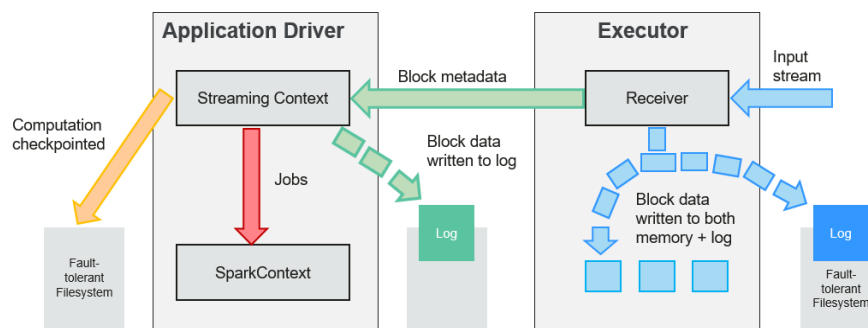 Application Driver
Executor
Input
stream
Block metadata
Streaming Context
Receiver
Computation
checkpointed
Block data
written to log
Jobs
Block data
written to both
memory + log
Log
Log
Fault-
tolerant
Filesystem
SparkContext
Fault-
tolerant
Filesystem